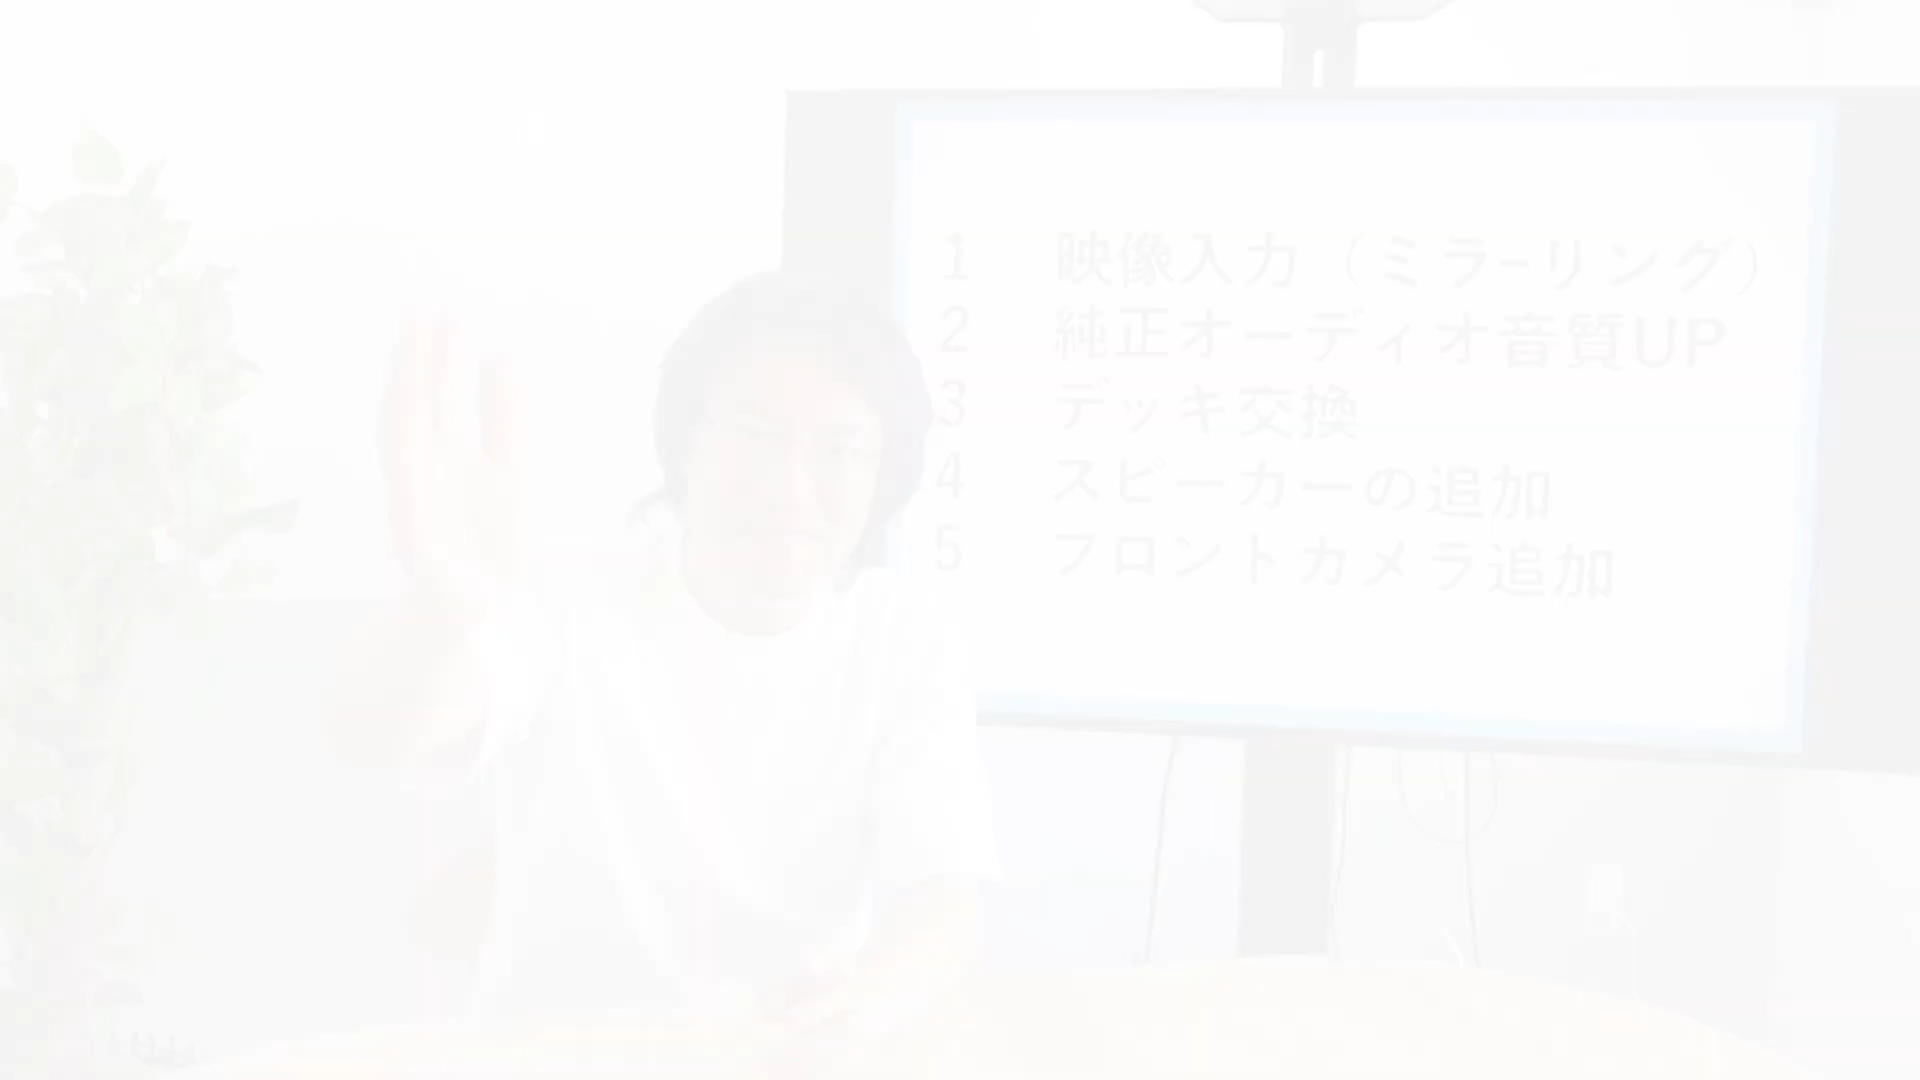 1 映像入力（ミラーリング）
2 純正オーディオ音質UP
3 デッキ交換
4 スピーカーの追加
5 フロントカメラ追加